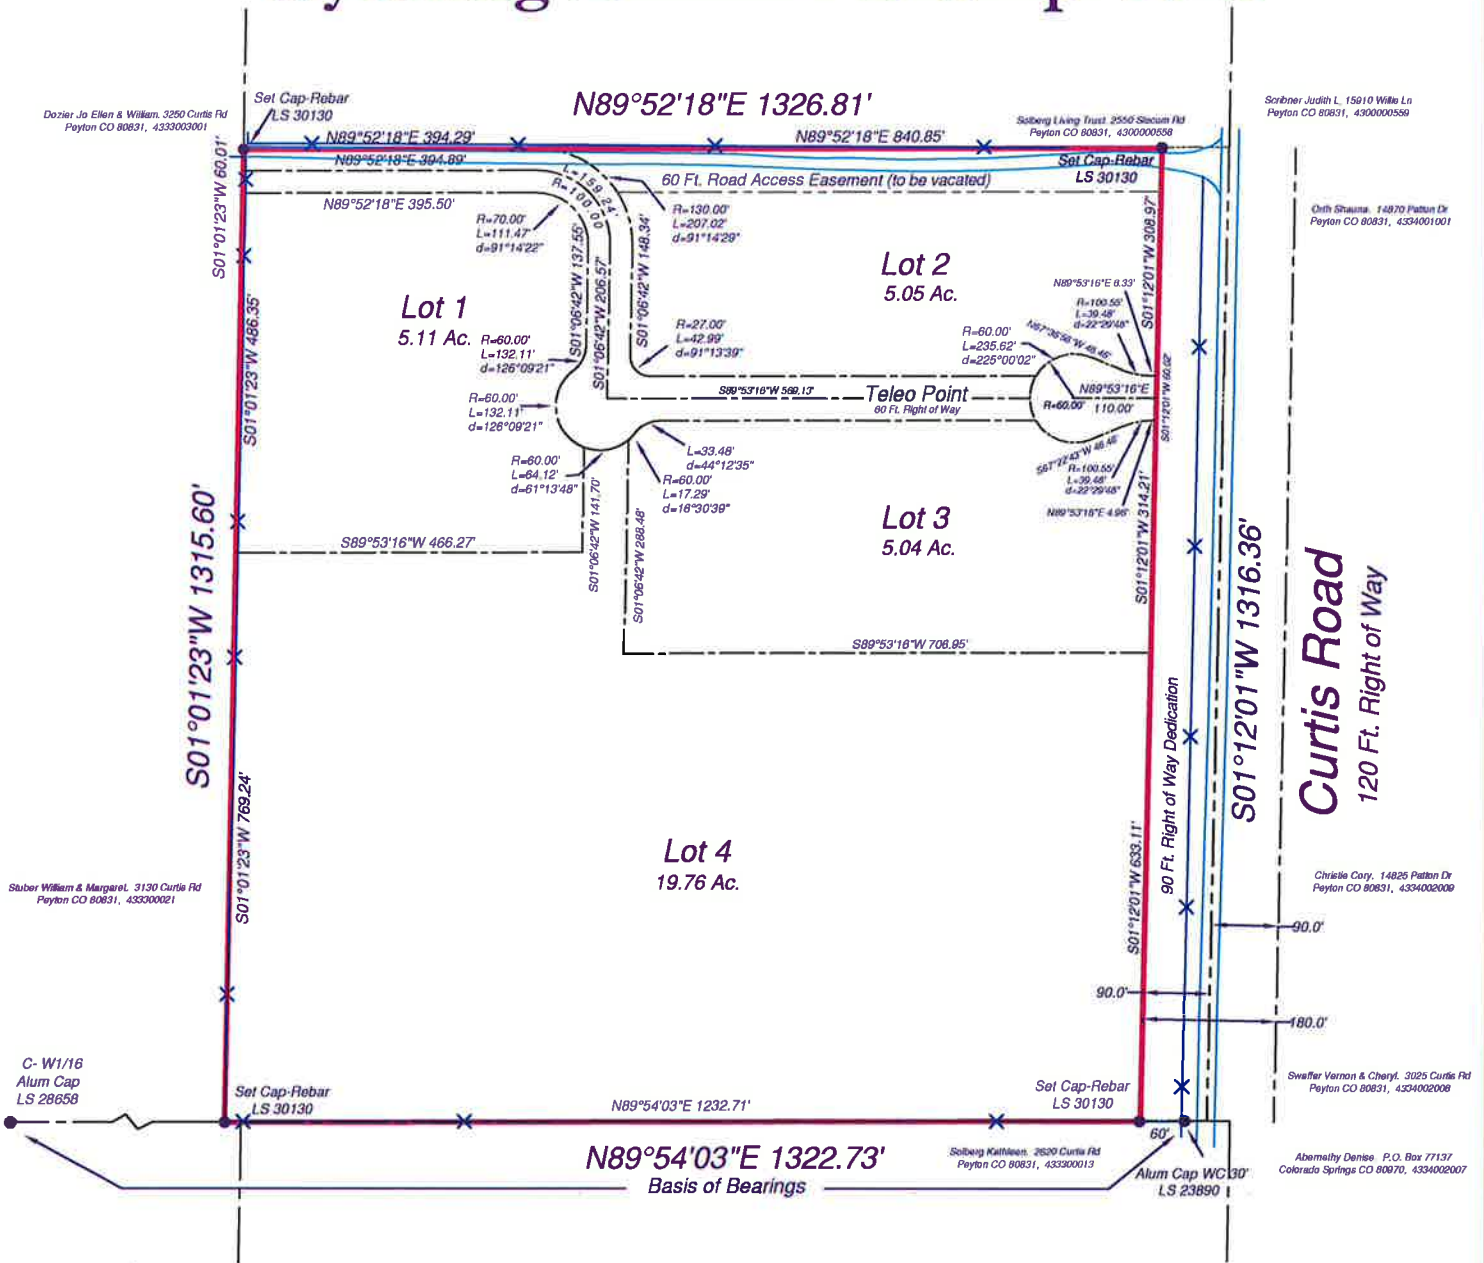 Set Cap-Rebar
LS 30130
N89°52'18"E 1326.81'
Dozier Jo Ellen & William. 3250 Curtis Rd
Peyton CO 80831, 4333003001
Scribner Judith L. 15910 Willie Ln
Peyton CO 80831, 4300000559
Solberg Living Trust. 2550 Slocum Rd
Peyton CO 80831, 4300000558
N89°52'18"E 394.29'
N89°52'18"E 840.85'
N89°52'18"E 394.89'
Set Cap-Rebar
LS 30130
S01°01'23"W 60.01'
N89°52'18"E 395.50'
L=159.24'
R=100.00
60 Ft. Road Access Easement (to be vacated)
R=70.00'
L=111.47'
d=91°14'22"
R=130.00'
L=207.02'
d=91°14'29"
Orth Shauna. 14870 Patton Dr
Peyton CO 80831, 4334001001
S01°06'42"W 137.55'
S01°06'42"W 206.57'
S01°06'42"W 148.34'
S01°12'01"W 308.97'
Lot 2
5.05 Ac.
Lot 1
5.11 Ac.
S01°01'23"W 486.35'
N89°53'16"E 6.33'
R=100.55'
L=39.48'
d=22°29'48"
R=60.00'
L=132.11'
d=126°09'21"
R=27.00'
L=42.99'
d=91°13'39"
R=60.00'
L=235.62'
d=225°00'02"
R=60.00'
L=132.11'
d=126°09'21"
S89°53'16"W 569.13'
Teleo Point
60 Ft. Right of Way
N89°53'16"E
110.00'
R=60.00'
S01°12'01"W 60.02'
R=60.00'
L=64.12'
d=61°13'48"
L=33.48'
d=44°12'35"
R=60.00'
L=17.29'
d=16°30'39"
R=100.55'
L=39.48'
d=22°29'48"
N89°53'16"E 4.96'
S01°12'01"W 314.21'
Lot 3
5.04 Ac.
S89°53'16"W 466.27'
S01°06'42"W 141.70'
S01°06'42"W 288.48'
S89°53'16"W 706.95'
S01°01'23"W 1315.60'
S01°12'01"W 1316.36'
Curtis Road
120 Ft. Right of Way
90 Ft. Right of Way Dedication
S01°01'23"W 769.24'
S01°12'01"W 633.11'
Lot 4
19.76 Ac.
Stuber William & Margaret. 3130 Curtis Rd
Peyton CO 80831, 433300021
Christie Cory. 14825 Patton Dr
Peyton CO 80831, 4334002009
90.0'
90.0'
180.0'
C- W1/16
Alum Cap
LS 28658
Set Cap-Rebar
LS 30130
N89°54'03"E 1232.71'
Set Cap-Rebar
LS 30130
Swaffer Vernon & Cheryl. 3025 Curtis Rd
Peyton CO 80831, 4334002008
60'
N89°54'03"E 1322.73'
Basis of Bearings
Solberg Kathleen. 2620 Curtis Rd
Peyton CO 80831, 433300013
Alum Cap WC 30'
LS 23890
Abernathy Denise P.O. Box 77137
Colorado Springs CO 80970, 4334002007